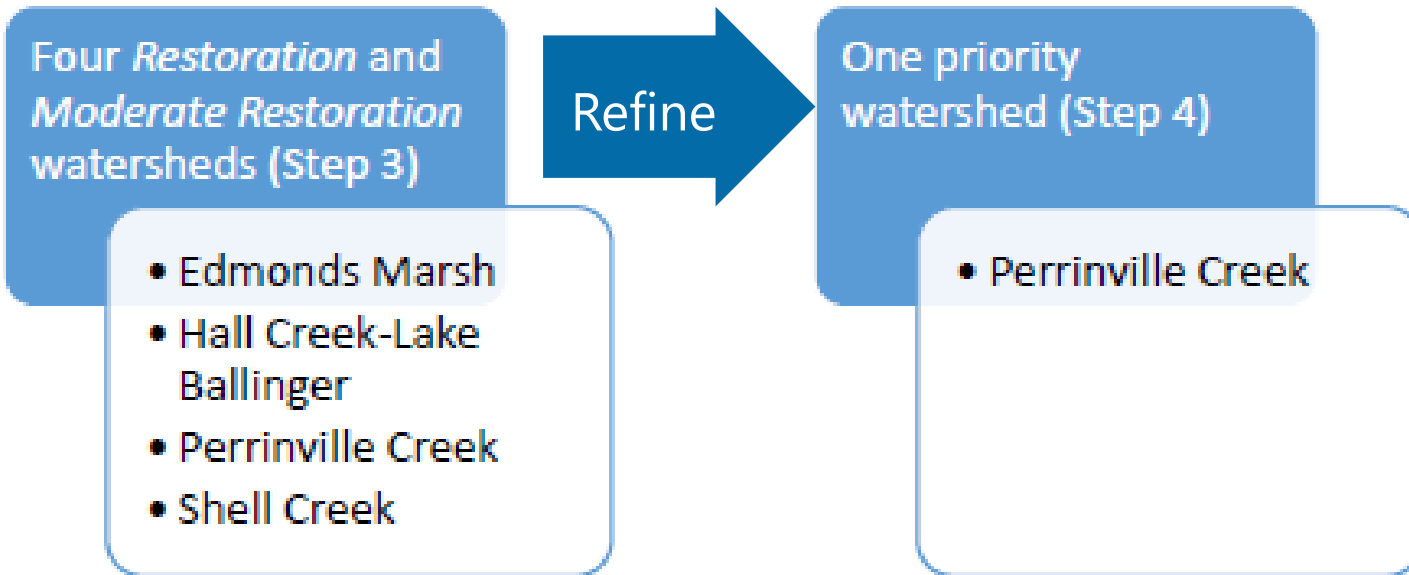 Four Restoration and
Moderate Restoration
watersheds (Step 3)
• Edmonds Marsh
• Hall Creek-Lake
Ballinger
• Perrinville Creek
• Shell Creek
Refine
One priority
watershed (Step 4)
• Perrinville Creek